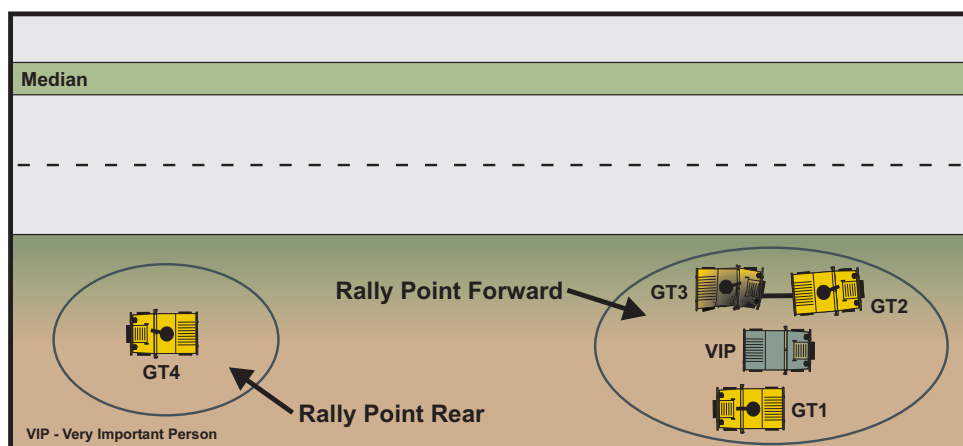 Median
Rally Point Forward
GT3
GT2
VIP
GT4
GT1
Rally Point Rear
VIP - Very Important Person